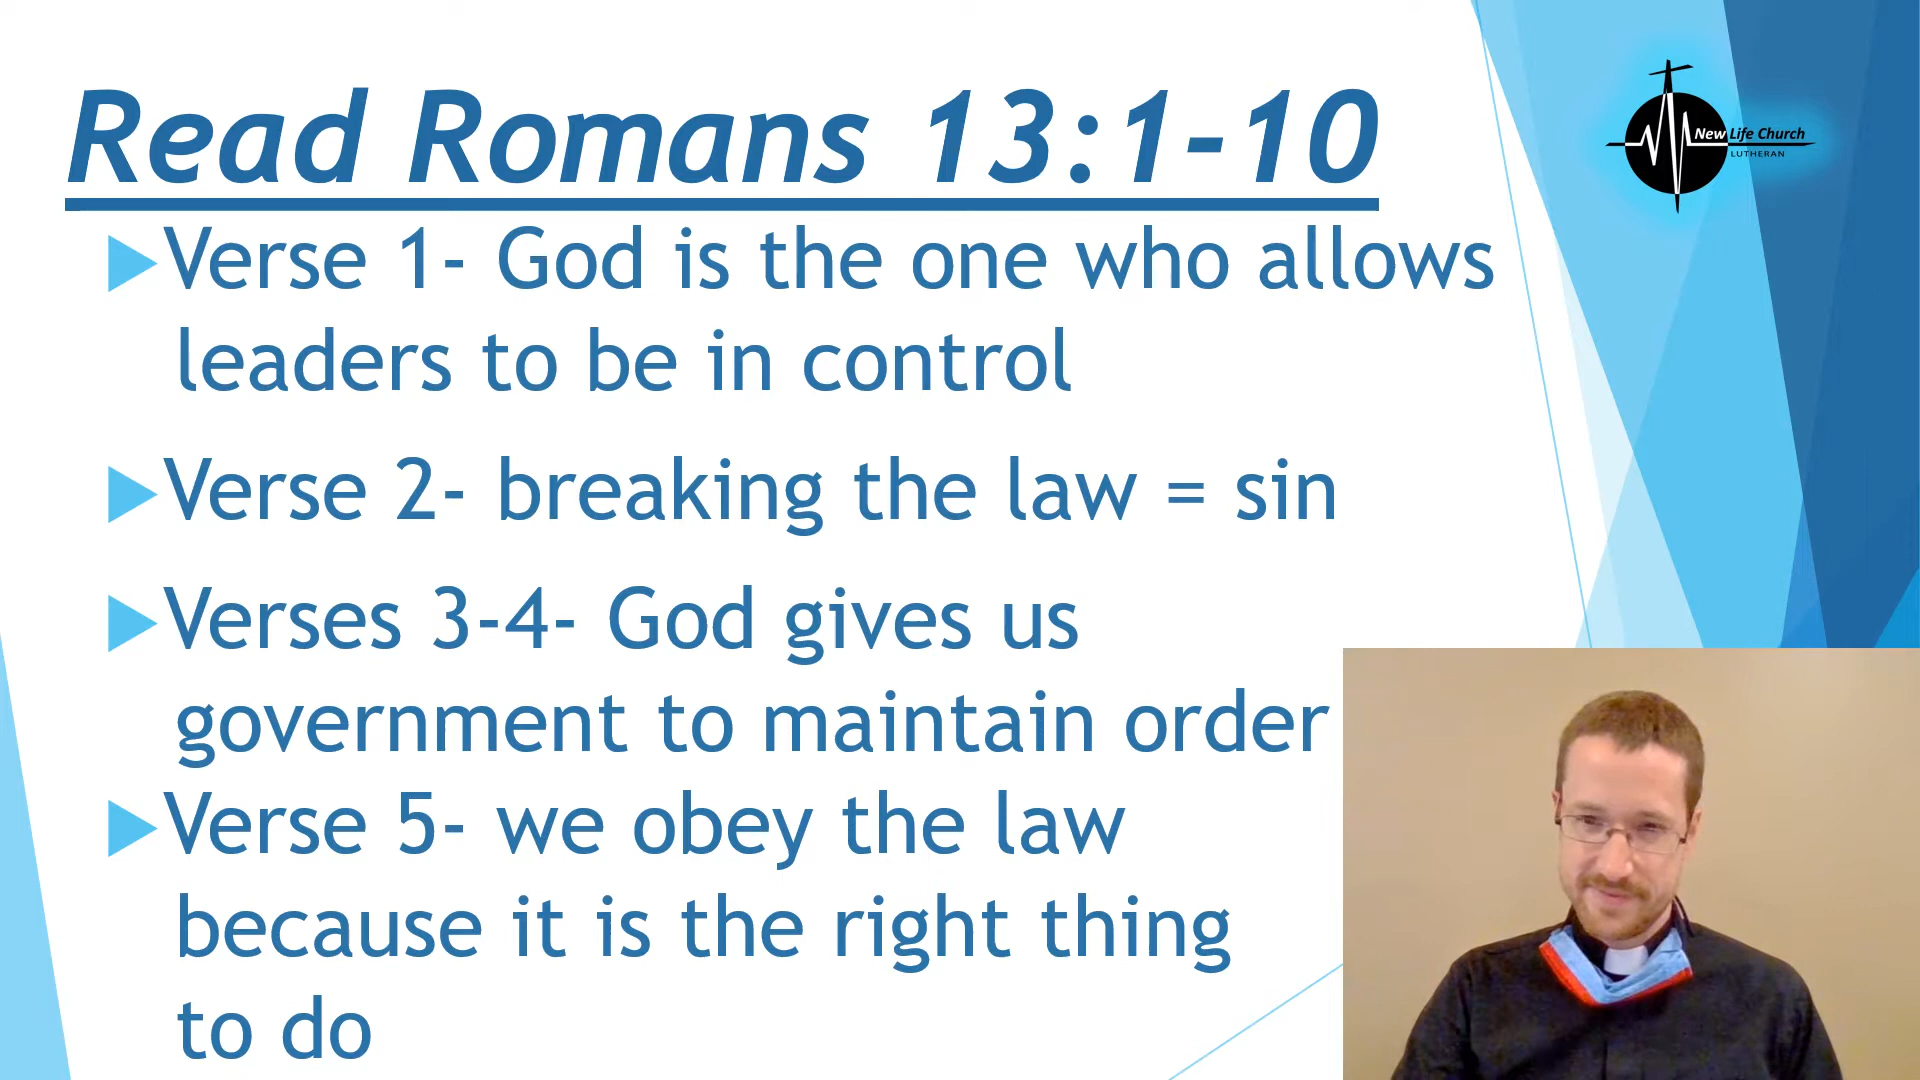 Read Romans 13:1-10
New Life Church
LUTHERAN
Verse 1- God is the one who allows
leaders to be in control
Verse 2- breaking the law = sin
Verses 3-4- God gives us
government to maintain order
Verse 5- we obey the law
because it is the right thing
to do